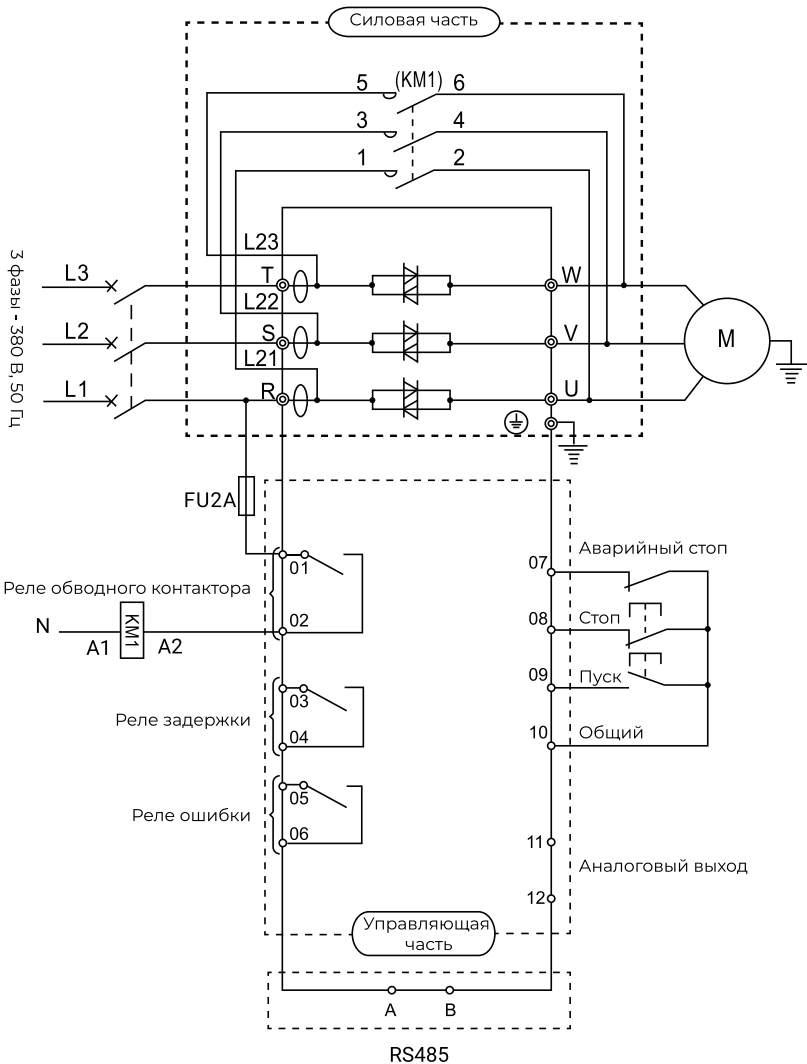 Силовая часть
5 (KM1) 6
3 4
1 2
L23
T
W
L3
L22
S
V
L2
L21
R
U
L1
M
3 фазы - 380 В, 50 Гц
FU2A
01
Реле обводного контактора
02
N
A1
KM1
A2
03
Реле задержки
04
05
Реле ошибки
06
Аварийный стоп
07
Стоп
08
Пуск
09
Общий
10
11
Аналоговый выход
12
Управляющая
часть
A
B
RS485